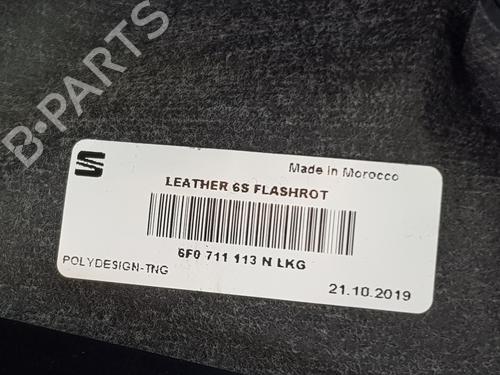 B-PARTS
Made in Morocco
LEATHER 6S FLASHROT
6F0 711 113 N LKG
POLYDESIGN-TNG
21.10.2019